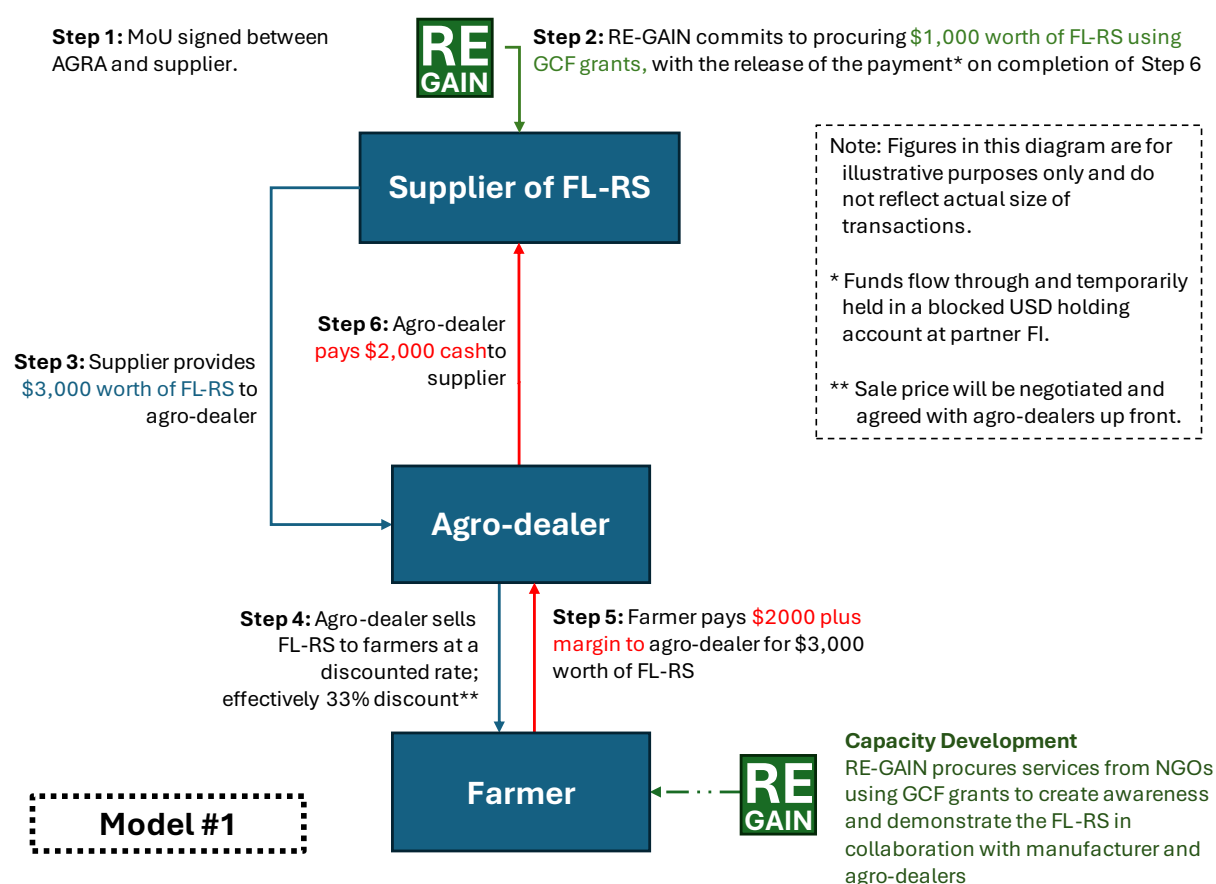 Step 1: MoU signed between
AGRA and supplier.
RE
GAIN
Step 2: RE-GAIN commits to procuring $1,000 worth of FL-RS using
GCF grants, with the release of the payment* on completion of Step 6
Supplier of FL-RS
Note: Figures in this diagram are for
illustrative purposes only and do
not reflect actual size of
transactions.
* Funds flow through and temporarily
held in a blocked USD holding
account at partner FI.
** Sale price will be negotiated and
agreed with agro-dealers up front.
Step 3: Supplier provides
$3,000 worth of FL-RS to
agro-dealer
Step 6: Agro-dealer
pays $2,000 cashto
supplier
Agro-dealer
Step 4: Agro-dealer sells
FL-RS to farmers at a
discounted rate;
effectively 33% discount**
Step 5: Farmer pays $2000 plus
margin to agro-dealer for $3,000
worth of FL-RS
Farmer
RE
GAIN
Capacity Development
RE-GAIN procures services from NGOs
using GCF grants to create awareness
and demonstrate the FL-RS in
collaboration with manufacturer and
agro-dealers
Model #1